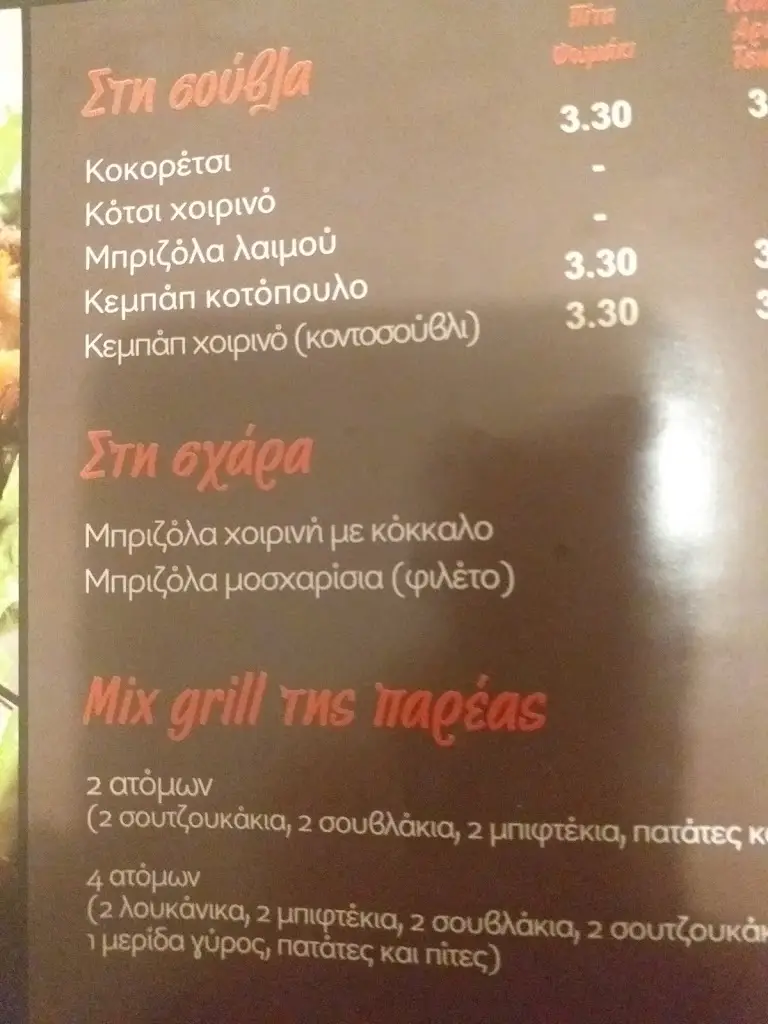 Πίτα
Ψωμάκι
Στη σούβλα
Κοκορέτσι 3.30
Κότσι χοιρινό -
Μπριζόλα λαιμού -
Κεμπάπ κοτόπουλο 3.30
Κεμπάπ χοιρινό (κοντοσούβλι) 3.30
Στη σχάρα
Μπριζόλα χοιρινή με κόκκαλο
Μπριζόλα μοσχαρίσια (φιλέτο)
Mix grill της παρέας
2 ατόμων
(2 σουτζουκάκια, 2 σουβλάκια, 2 μπιφτέκια, πατάτες
4 ατόμων
(2 λουκάνικα, 2 μπιφτέκια, 2 σουβλάκια, 2 σουτζουκάκ
1 μερίδα γύρος, πατάτες και πίτες)